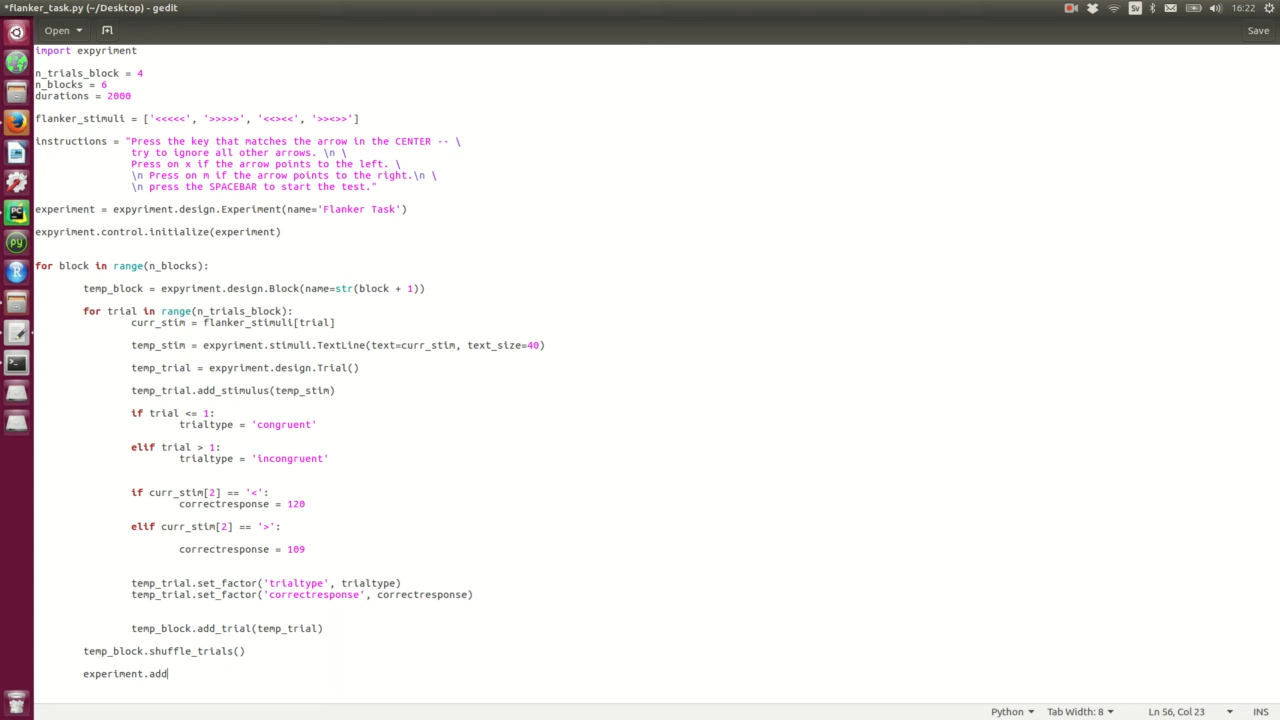 *flanker_task.py (~/Desktop) - gedit
Sv
16:22
Open
Save
import expyriment
n_trials_block = 4
n_blocks = 6
durations = 2000
flanker_stimuli = ['<<<<<', '>>>>>', '<<><<', '>><>>']
instructions = "Press the key that matches the arrow in the CENTER -- \
try to ignore all other arrows. \n \
Press on x if the arrow points to the left. \
\n Press on m if the arrow points to the right.\n \
\n press the SPACEBAR to start the test."
experiment = expyriment.design.Experiment(name='Flanker Task')
expyriment.control.initialize(experiment)
for block in range(n_blocks):
temp_block = expyriment.design.Block(name=str(block + 1))
for trial in range(n_trials_block):
curr_stim = flanker_stimuli[trial]
temp_stim = expyriment.stimuli.TextLine(text=curr_stim, text_size=40)
temp_trial = expyriment.design.Trial()
temp_trial.add_stimulus(temp_stim)
if trial <= 1:
trialtype = 'congruent'
elif trial > 1:
trialtype = 'incongruent'
if curr_stim[2] == '<':
correctresponse = 120
elif curr_stim[2] == '>':
correctresponse = 109
temp_trial.set_factor('trialtype', trialtype)
temp_trial.set_factor('correctresponse', correctresponse)
temp_block.add_trial(temp_trial)
temp_block.shuffle_trials()
experiment.add
PC
py
R
Python
Tab Width: 8
Ln 56, Col 23
INS